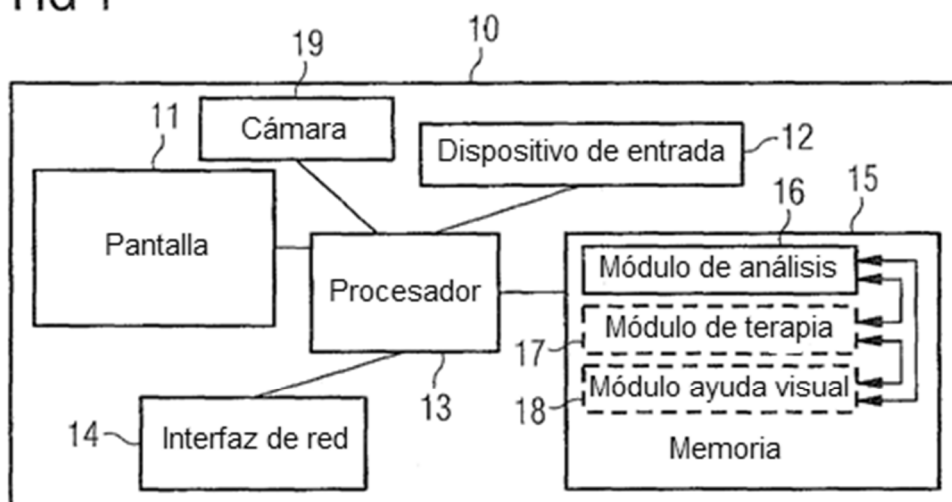 10
19
Cámara
11
Dispositivo de entrada
12
Pantalla
16
15
Módulo de análisis
Procesador
Módulo de terapia
17
Módulo ayuda visual
18
13
14
Interfaz de red
Memoria